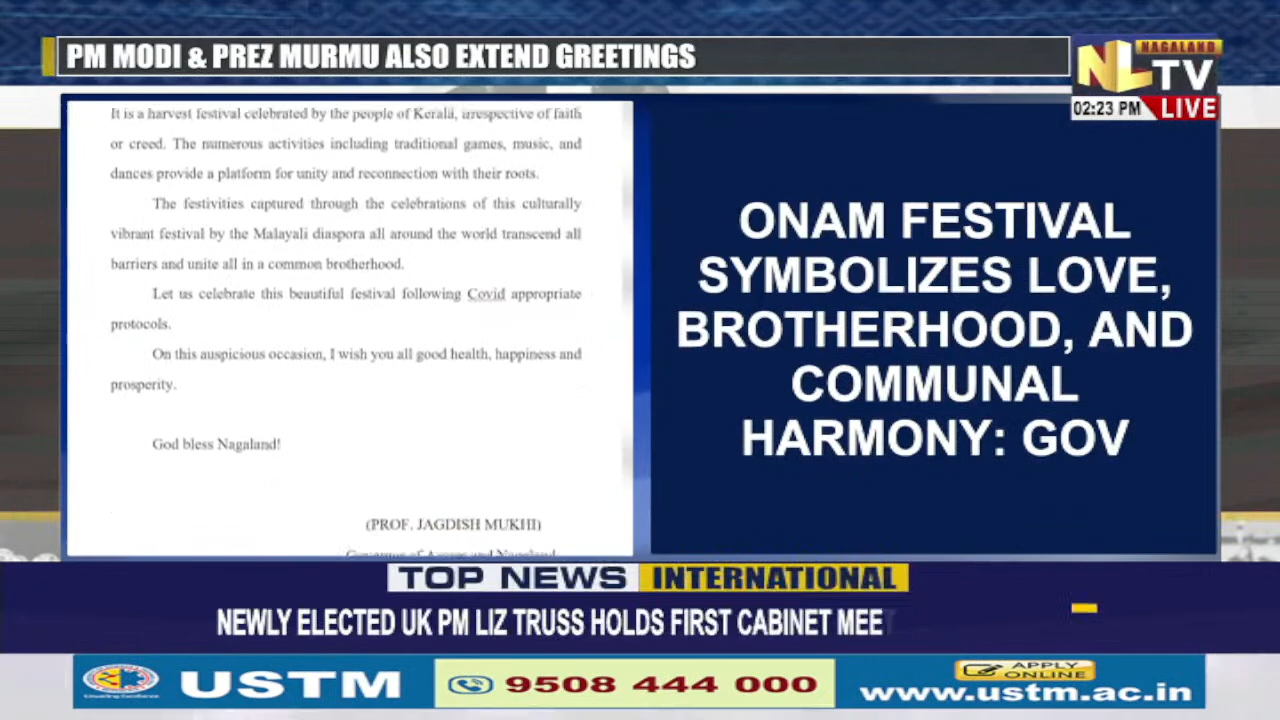 PM MODI & PREZ MURMU ALSO EXTEND GREETINGS
NAGALAND
NLTV
02:23 PM LIVE
It is a harvest festival celebrated by the people of Kerala, irrespective of faith
or creed. The numerous activities including traditional games, music, and
dances provide a platform for unity and reconnection with their roots.
The festivities captured through the celebrations of this culturally
vibrant festival by the Malayali diaspora all around the world transcend all
barriers and unite all in a common brotherhood.
Let us celebrate this beautiful festival following Covid appropriate
protocols.
On this auspicious occasion, I wish you all good health, happiness and
prosperity.
God bless Nagaland!
(PROF. JAGDISH MUKHI)
Governor of Assam and Nagaland
ONAM FESTIVAL
SYMBOLIZES LOVE,
BROTHERHOOD, AND
COMMUNAL
HARMONY: GOV
TOP NEWS INTERNATIONAL
NEWLY ELECTED UK PM LIZ TRUSS HOLDS FIRST CABINET MEE
USTM
9508 444 000
APPLY
ONLINE
www.ustm.ac.in